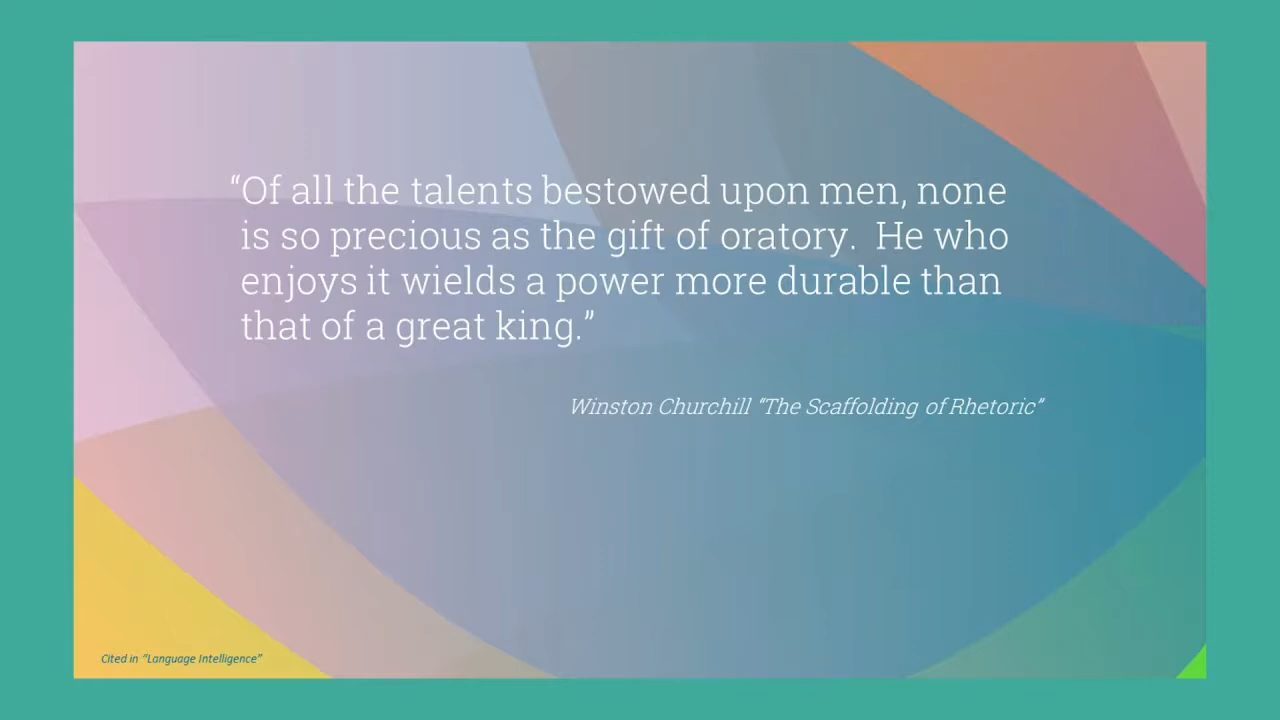 “Of all the talents bestowed upon men, none
is so precious as the gift of oratory.  He who
enjoys it wields a power more durable than
that of a great king.”
Winston Churchill “The Scaffolding of Rhetoric”
Cited in “Language Intelligence”